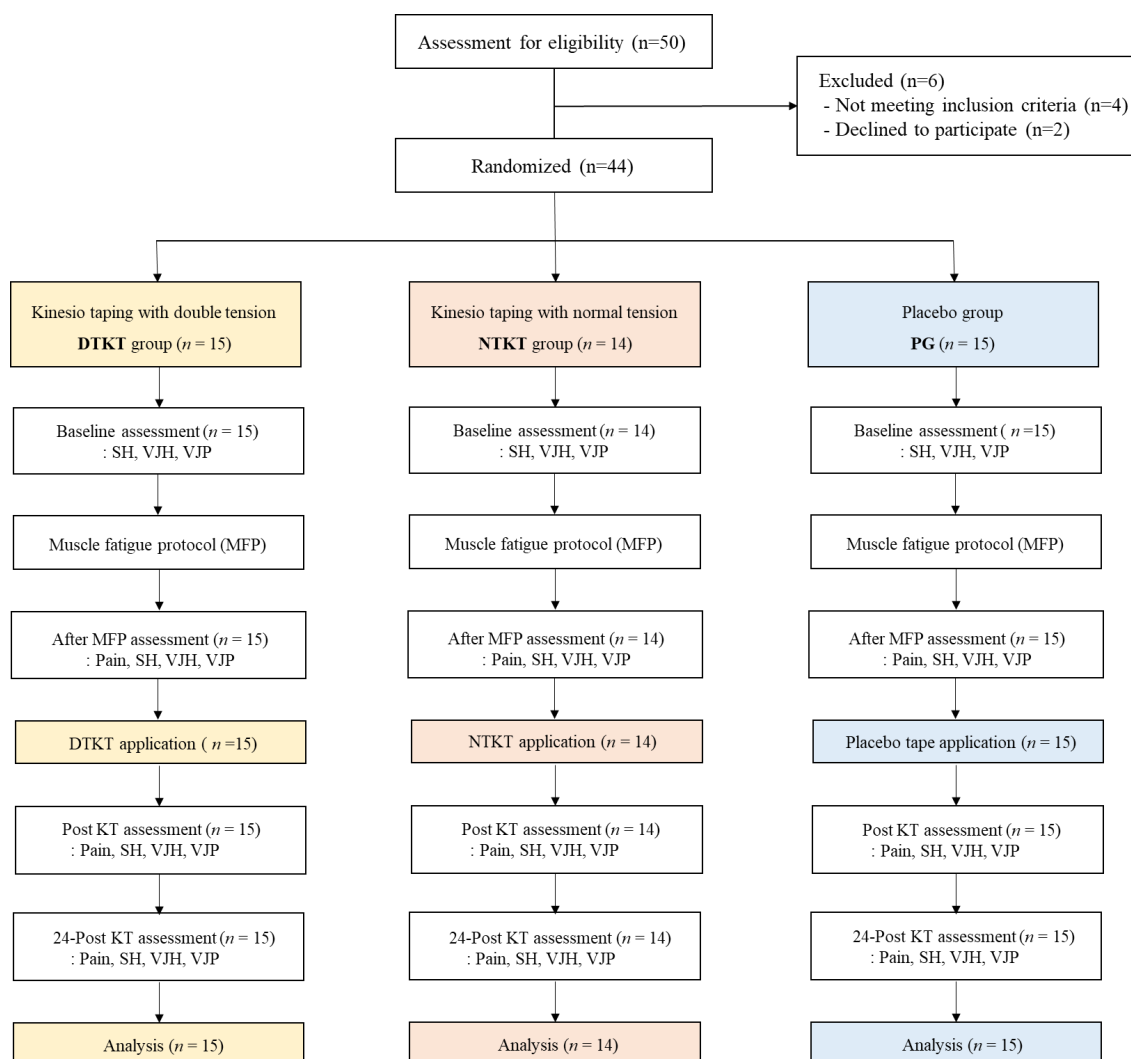 Assessment for eligibility (n=50)
Excluded (n=6)
- Not meeting inclusion criteria (n=4)
- Declined to participate (n=2)
Randomized (n=44)
Kinesio taping with double tension
DTKT group (n = 15)
Kinesio taping with normal tension
NTKT group (n = 14)
Placebo group
PG (n = 15)
Baseline assessment (n = 15)
: SH, VJH, VJP
Baseline assessment (n = 14)
: SH, VJH, VJP
Baseline assessment ( n =15)
: SH, VJH, VJP
Muscle fatigue protocol (MFP)
Muscle fatigue protocol (MFP)
Muscle fatigue protocol (MFP)
After MFP assessment (n = 15)
: Pain, SH, VJH, VJP
After MFP assessment (n = 14)
: Pain, SH, VJH, VJP
After MFP assessment (n = 15)
: Pain, SH, VJH, VJP
DTKT application ( n =15)
NTKT application (n = 14)
Placebo tape application (n = 15)
Post KT assessment (n = 15)
: Pain, SH, VJH, VJP
Post KT assessment (n = 14)
: Pain, SH, VJH, VJP
Post KT assessment (n = 15)
: Pain, SH, VJH, VJP
24-Post KT assessment (n = 15)
: Pain, SH, VJH, VJP
24-Post KT assessment (n = 14)
: Pain, SH, VJH, VJP
24-Post KT assessment (n = 15)
: Pain, SH, VJH, VJP
Analysis (n = 15)
Analysis (n = 14)
Analysis (n = 15)